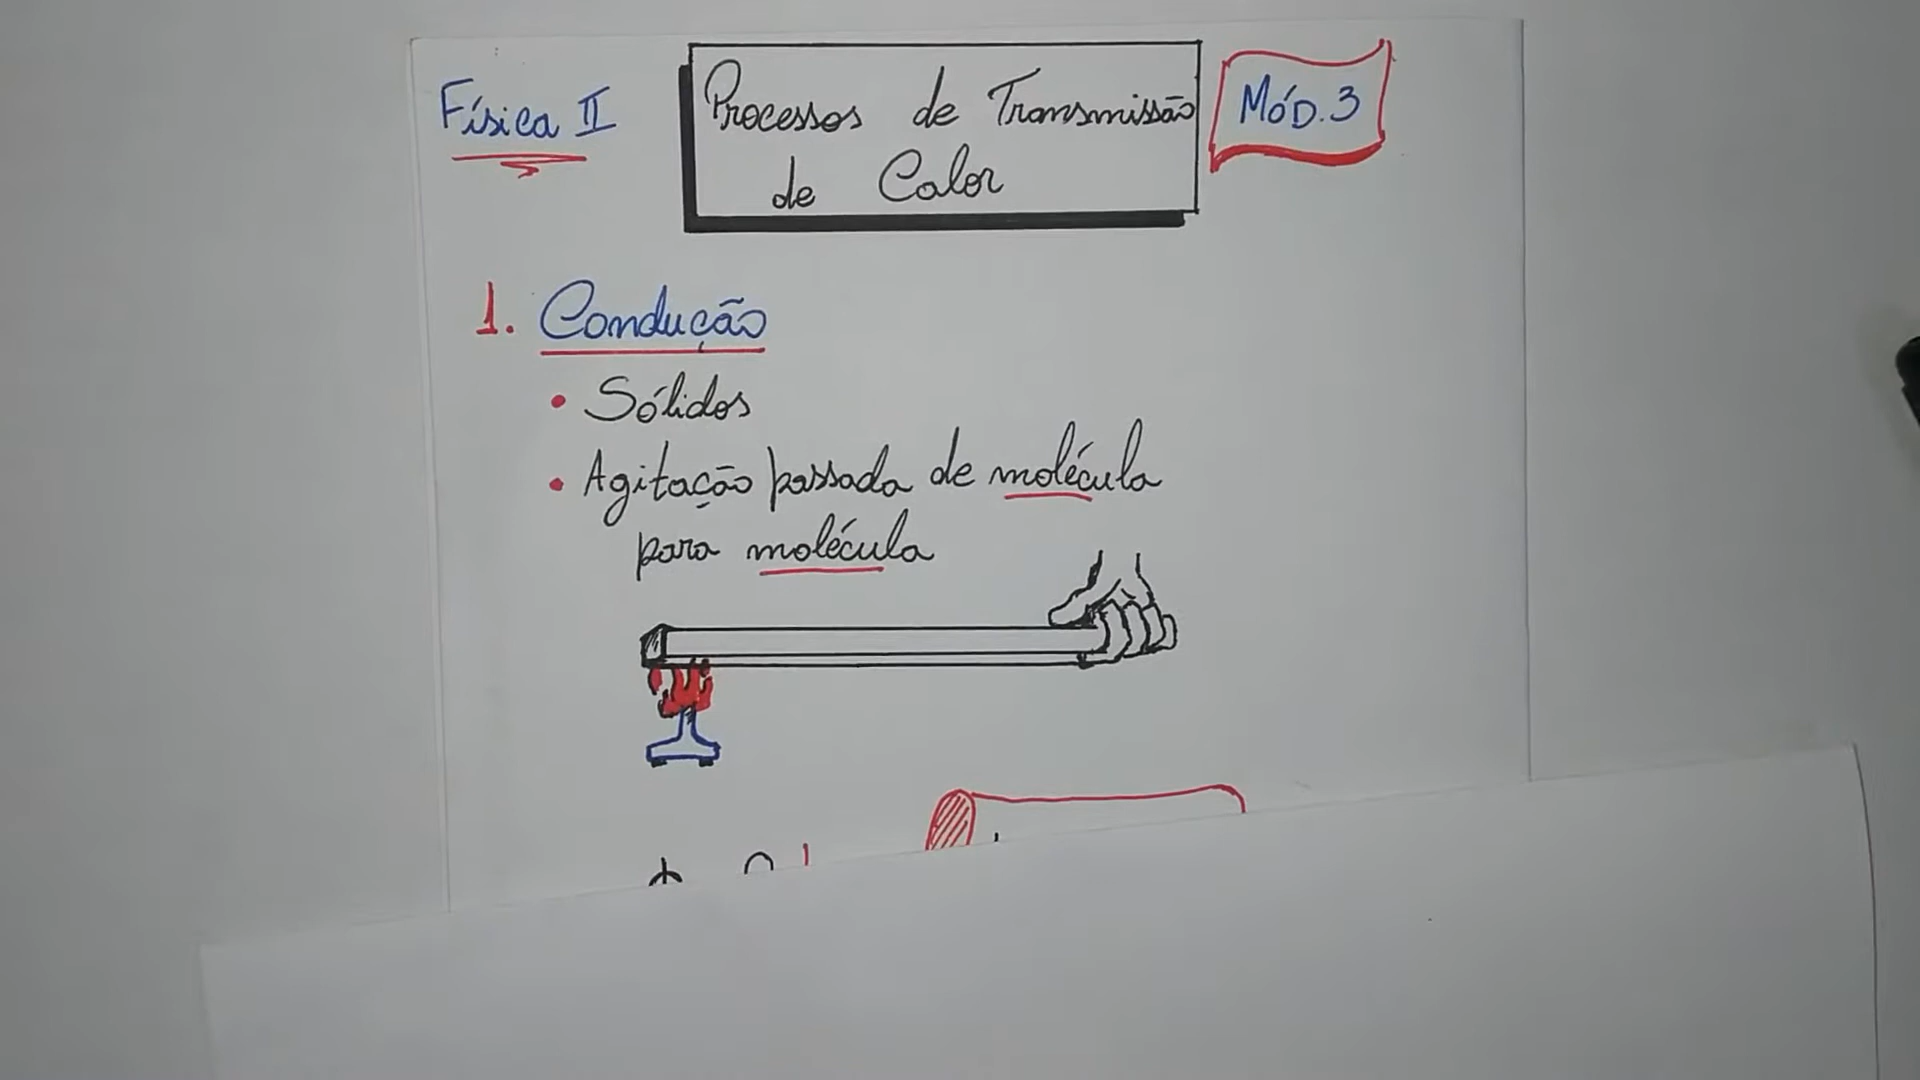 Física II
Processos de Transmissão
de Calor
MÓD. 3
1. Condução
• Sólidos
• Agitação passada de molécula
para molécula